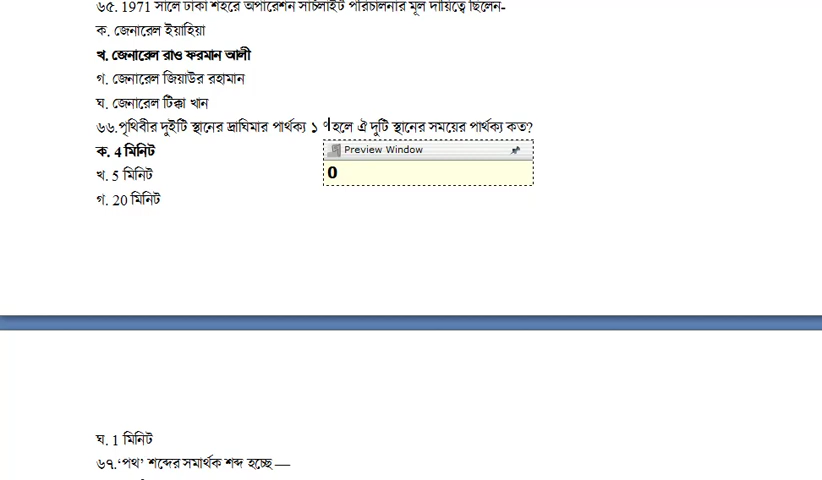 ৬৫. 1971 সালে ঢাকা শহরে অপারেশন সার্চলাইট পরিচালনার মূল দায়িত্বে ছিলেন-
ক. জেনারেল ইয়াহিয়া
খ. জেনারেল রাও ফরমান আলী
গ. জেনারেল জিয়াউর রহামান
ঘ. জেনারেল টিক্কা খান
৬৬.পৃথিবীর দুইটি স্থানের দ্রাঘিমার পার্থক্য ১ ° হলে ঐ দুটি স্থানের সময়ের পার্থক্য কত?
ক. 4 মিনিট
Preview Window
0
খ. 5 মিনিট
গ. 20 মিনিট
ঘ. 1 মিনিট
৬৭.‘পথ’ শব্দের সমার্থক শব্দ হচ্ছে —